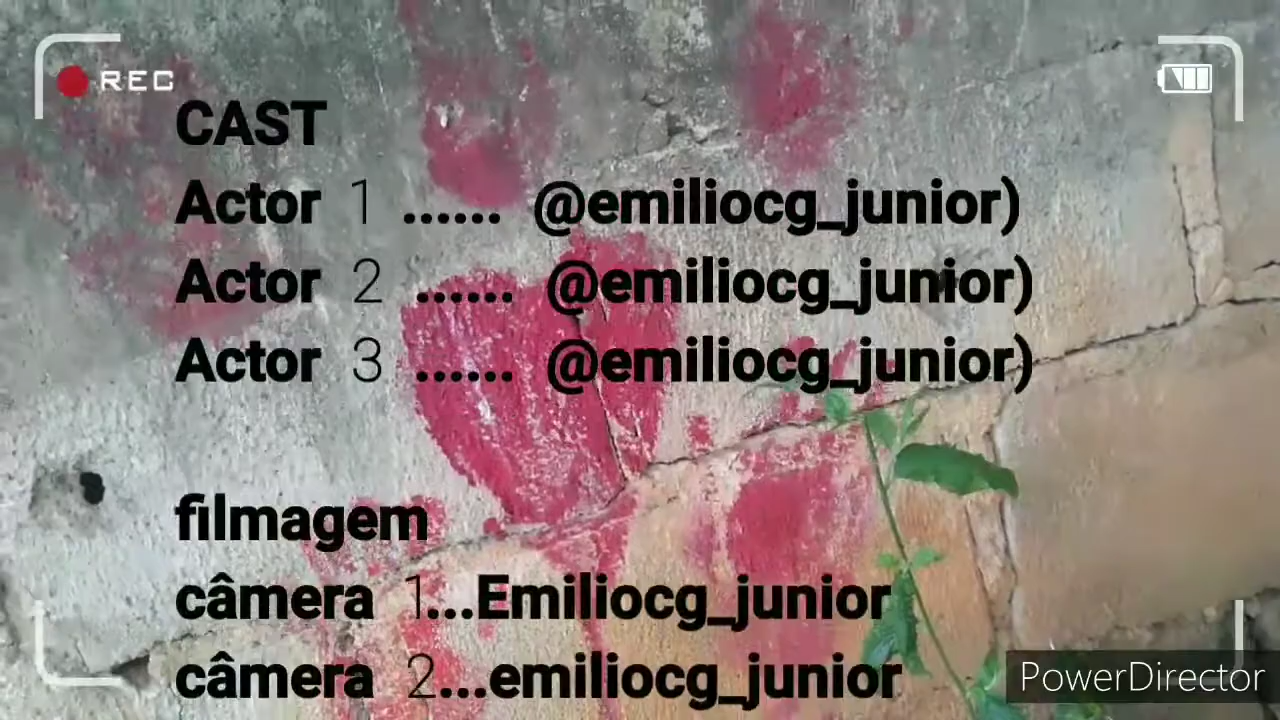 REC
CAST
Actor 1 ...... @emiliocg_junior)
Actor 2 ...... @emiliocg_junior)
Actor 3 ...... @emiliocg_junior)
filmagem
câmera 1...Emiliocg_junior
câmera 2...emiliocg_junior
PowerDirector